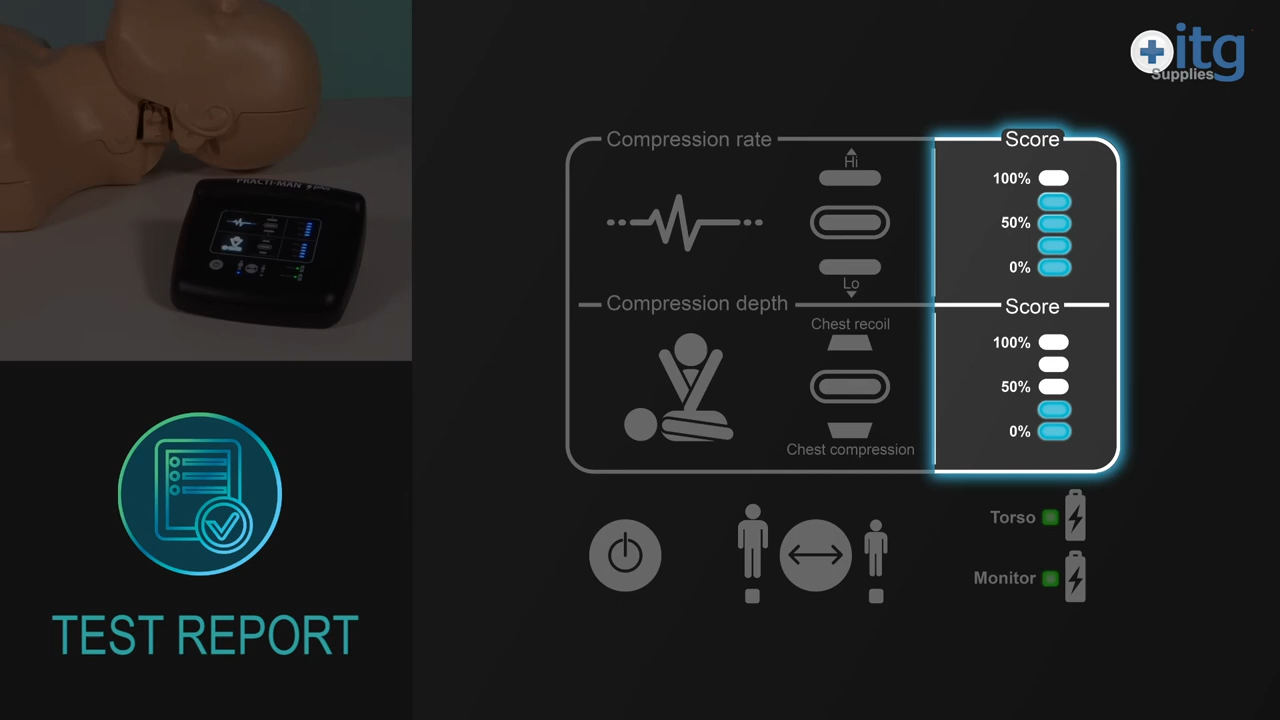 itg
Supplies
PRACTI-MAN plus
Compression rate
Score
Hi
100%
50%
0%
Lo
Compression depth
Score
Chest recoil
100%
50%
0%
Chest compression
Torso
Monitor
TEST REPORT